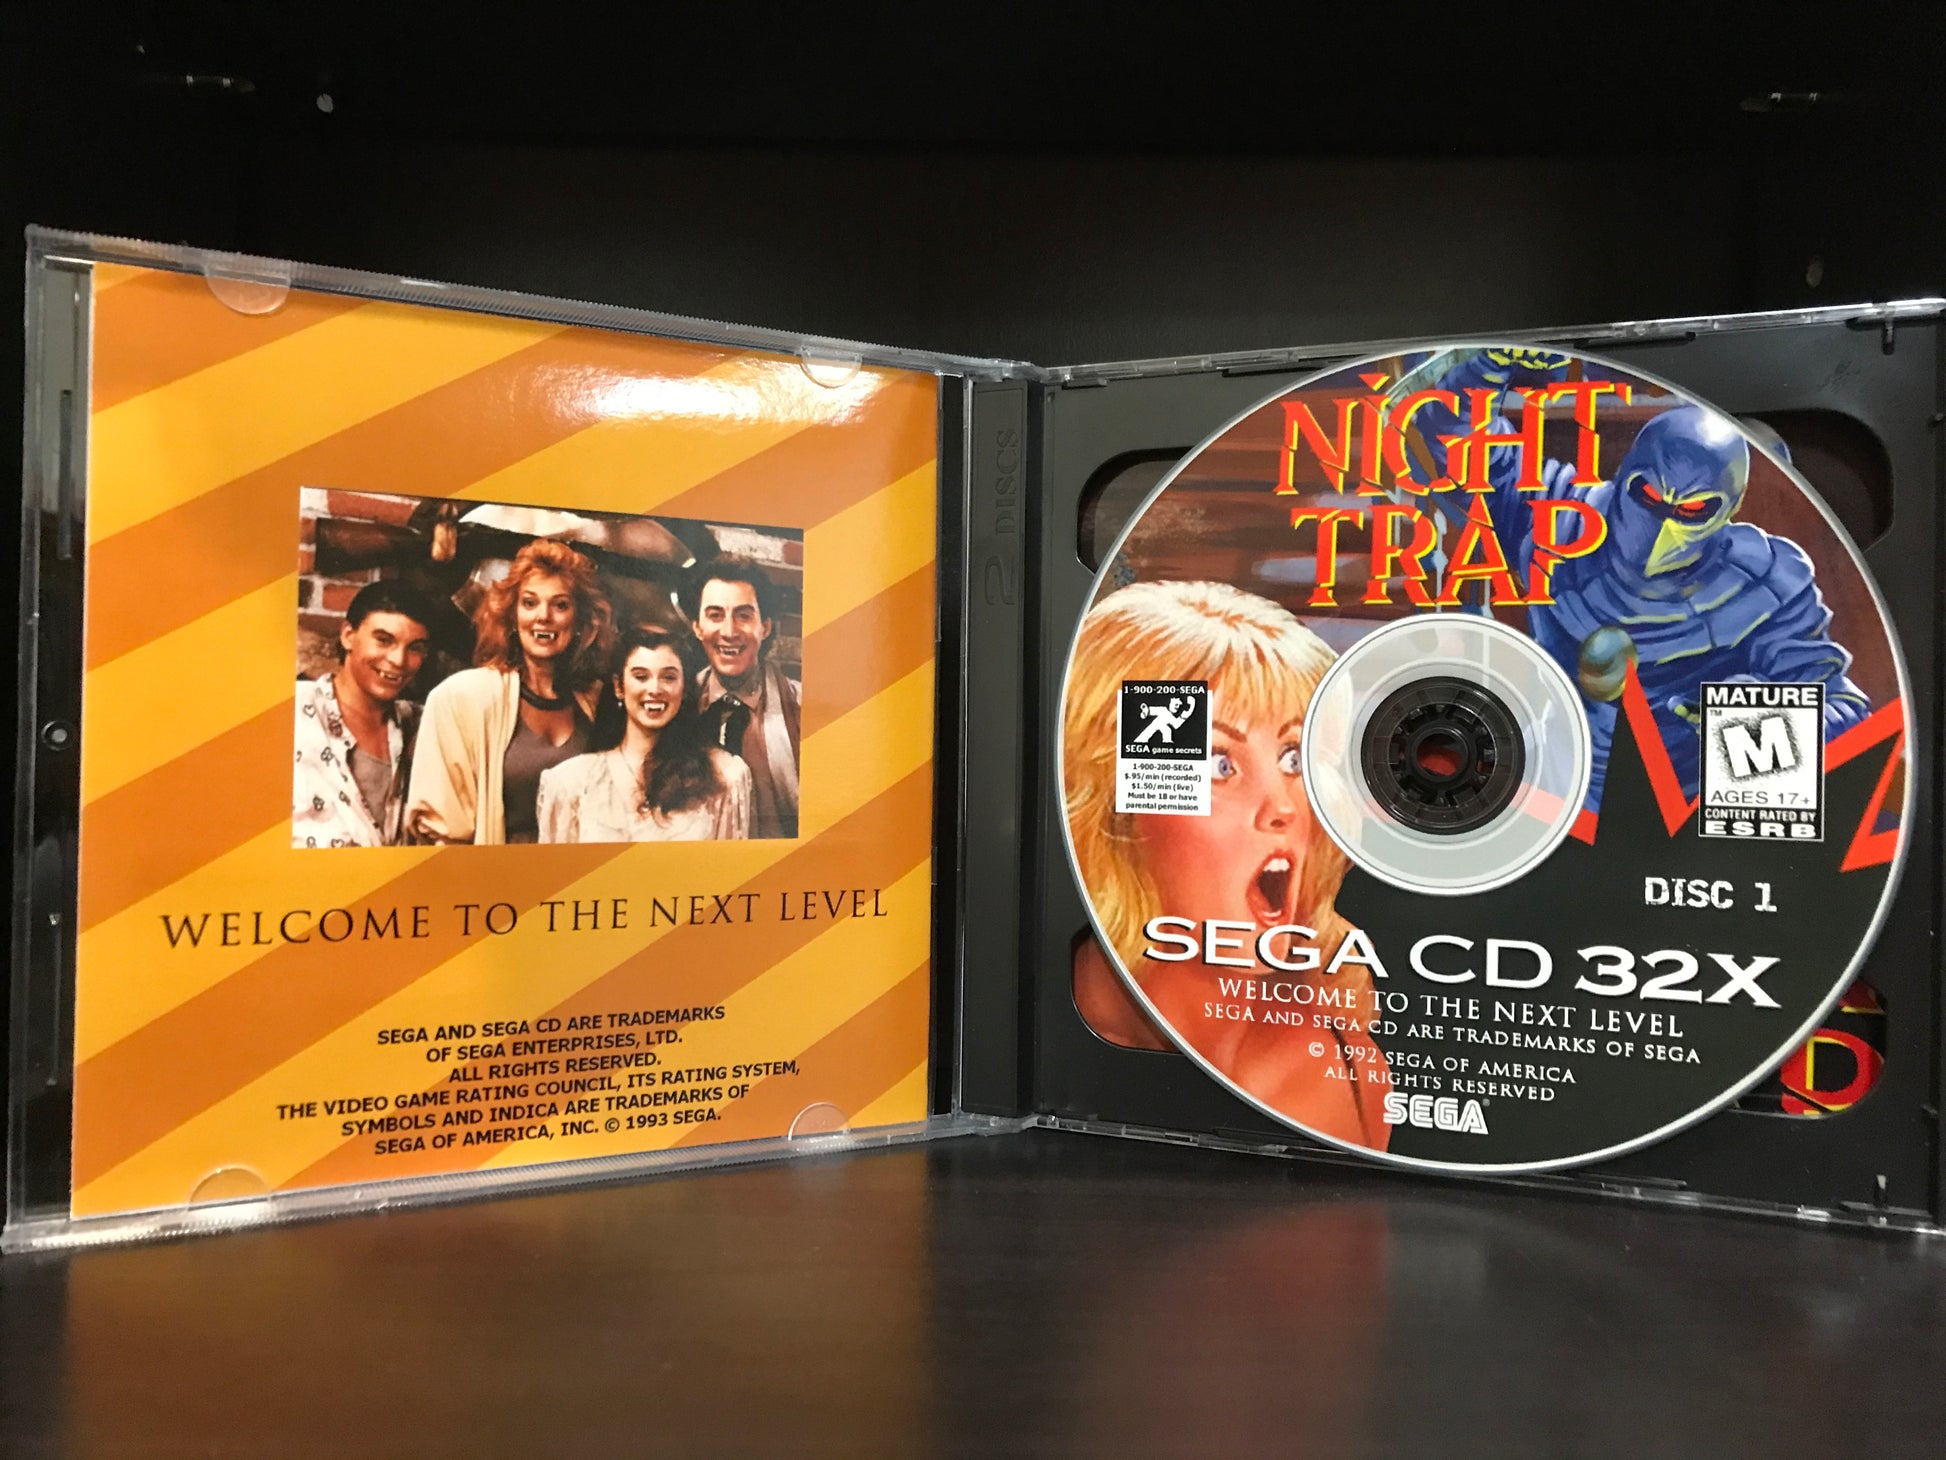 WELCOME TO THE NEXT LEVEL
SEGA AND SEGA CD ARE TRADEMARKS
OF SEGA ENTERPRISES, LTD.
ALL RIGHTS RESERVED.
THE VIDEO GAME RATING COUNCIL, ITS RATING SYSTEM,
SYMBOLS AND INDICA ARE TRADEMARKS OF
SEGA OF AMERICA, INC. © 1993 SEGA.
2 DISCS
NIGHT
TRAP
1-900-200-SEGA
SEGA game secrets
1-900-200-SEGA
$.95/min (recorded)
$1.50/min (live)
Must be 18 or have
parental permission
MATURE
TM
M
AGES 17+
CONTENT RATED BY
ESRB
DISC 1
SEGA CD 32X
WELCOME TO THE NEXT LEVEL
SEGA AND SEGA CD ARE TRADEMARKS OF SEGA
© 1992 SEGA OF AMERICA
ALL RIGHTS RESERVED
SEGA®
D